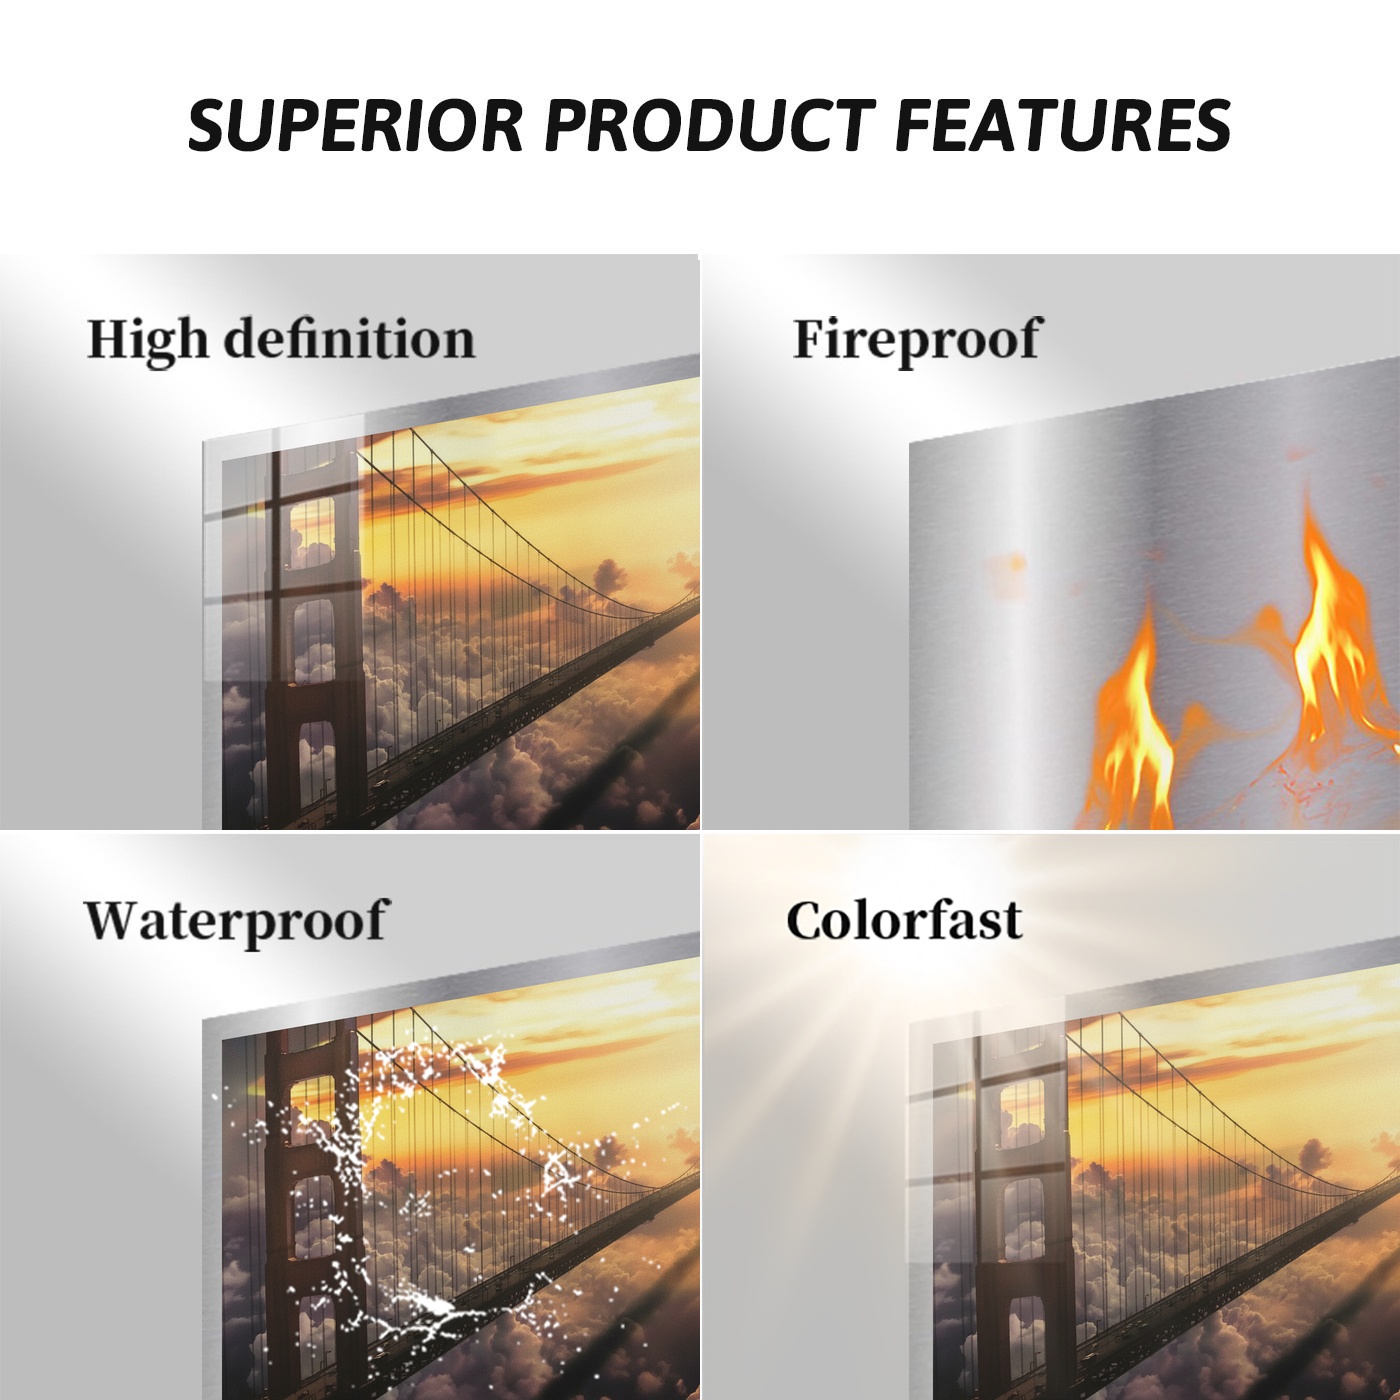 SUPERIOR PRODUCT FEATURES
High definition
Fireproof
Waterproof
Colorfast